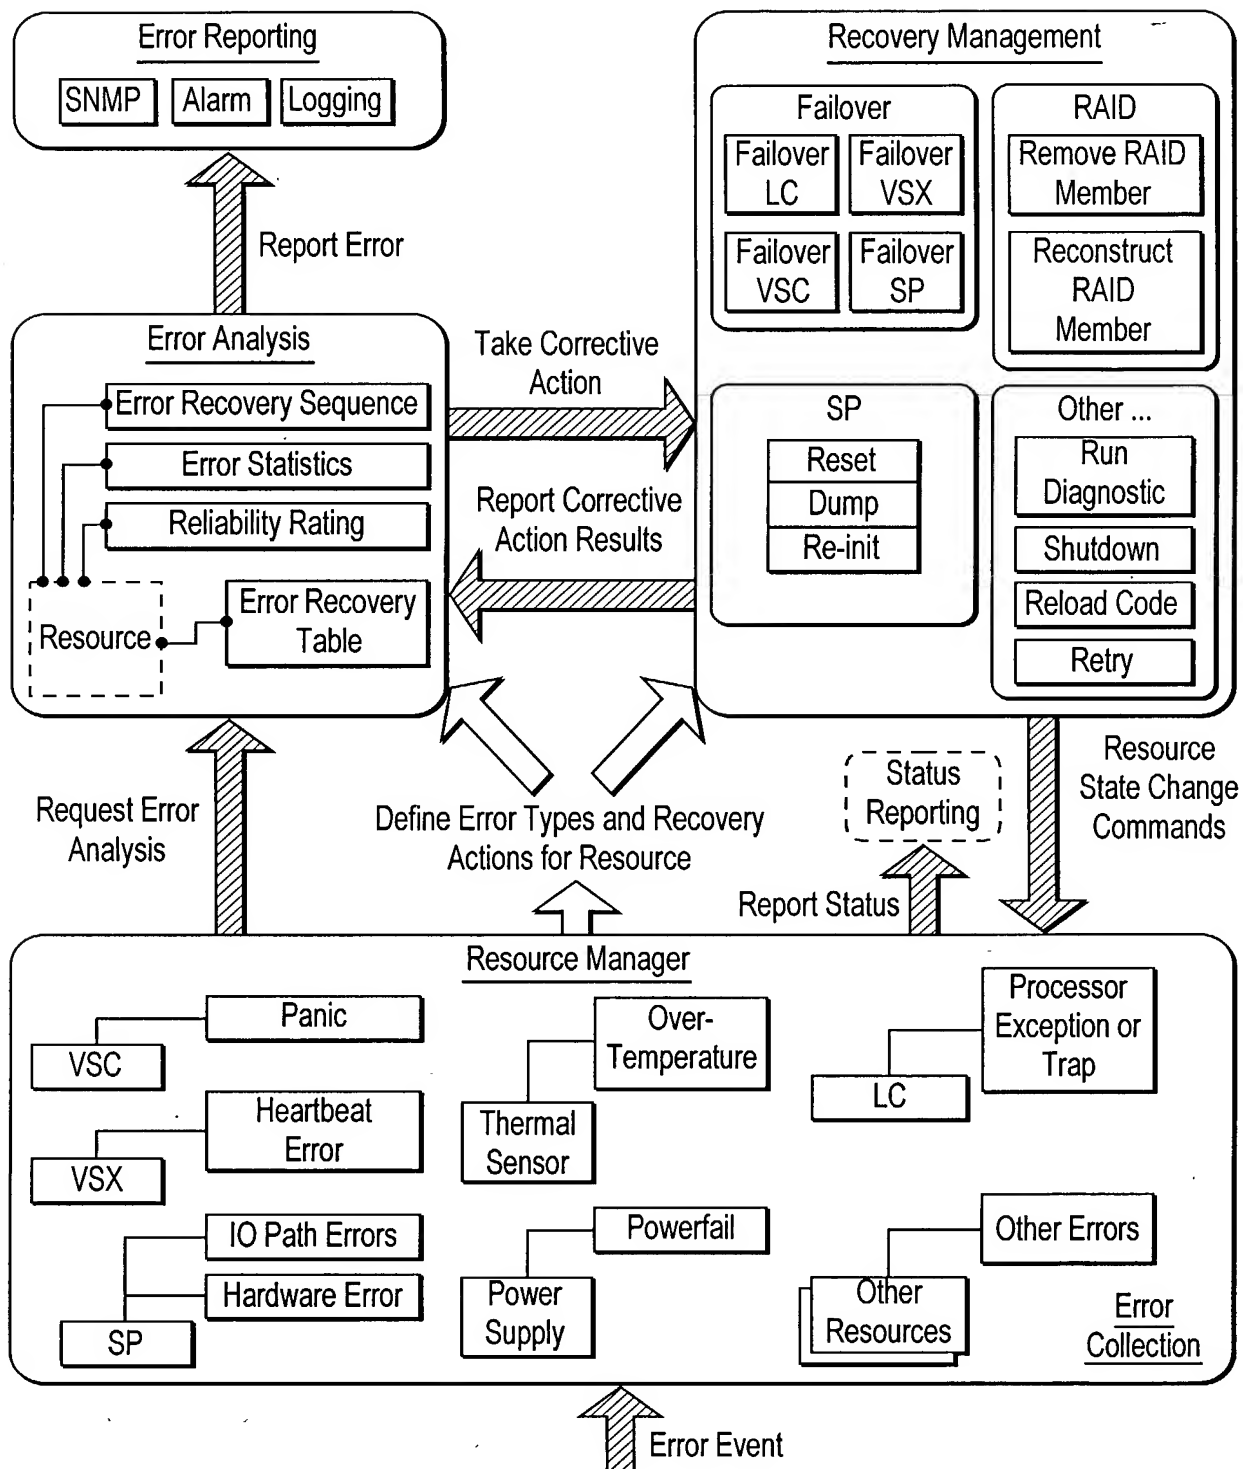 Error Reporting
SNMP
Alarm
Logging
Report Error
Recovery Management
Failover
Failover
LC
Failover
VSX
Failover
VSC
Failover
SP
RAID
Remove RAID
Member
Reconstruct
RAID
Member
Error Analysis
Error Recovery Sequence
Error Statistics
Reliability Rating
Resource
Error Recovery
Table
Take Corrective
Action
Report Corrective
Action Results
SP
Reset
Dump
Re-init
Other ...
Run
Diagnostic
Shutdown
Reload Code
Retry
Request Error
Analysis
Define Error Types and Recovery
Actions for Resource
Status
Reporting
Report Status
Resource
State Change
Commands
Resource Manager
Panic
VSC
Heartbeat
Error
VSX
IO Path Errors
Hardware Error
SP
Over-
Temperature
Thermal
Sensor
Powerfail
Power
Supply
Processor
Exception or
Trap
LC
Other Errors
Other
Resources
Error
Collection
Error Event